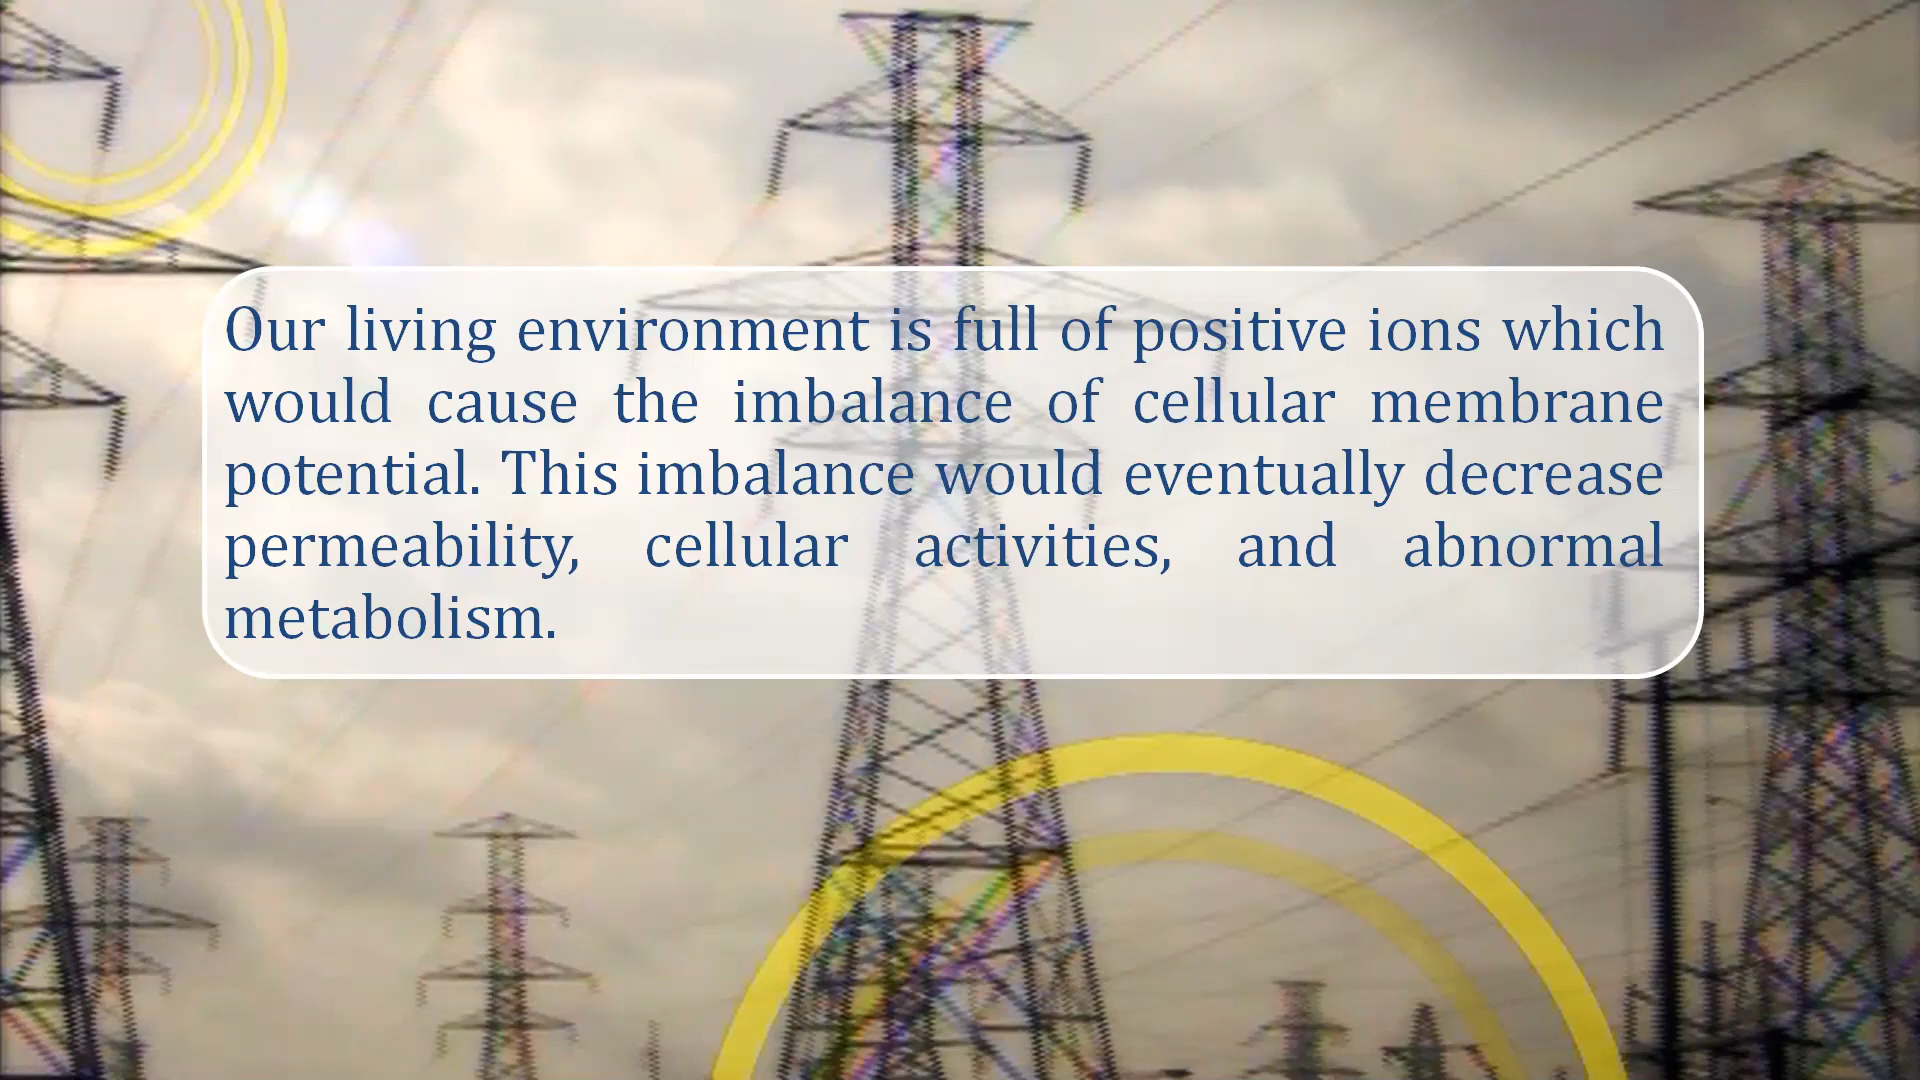 Our living environment is full of positive ions which
would cause the imbalance of cellular membrane
potential. This imbalance would eventually decrease
permeability, cellular activities, and abnormal
metabolism.